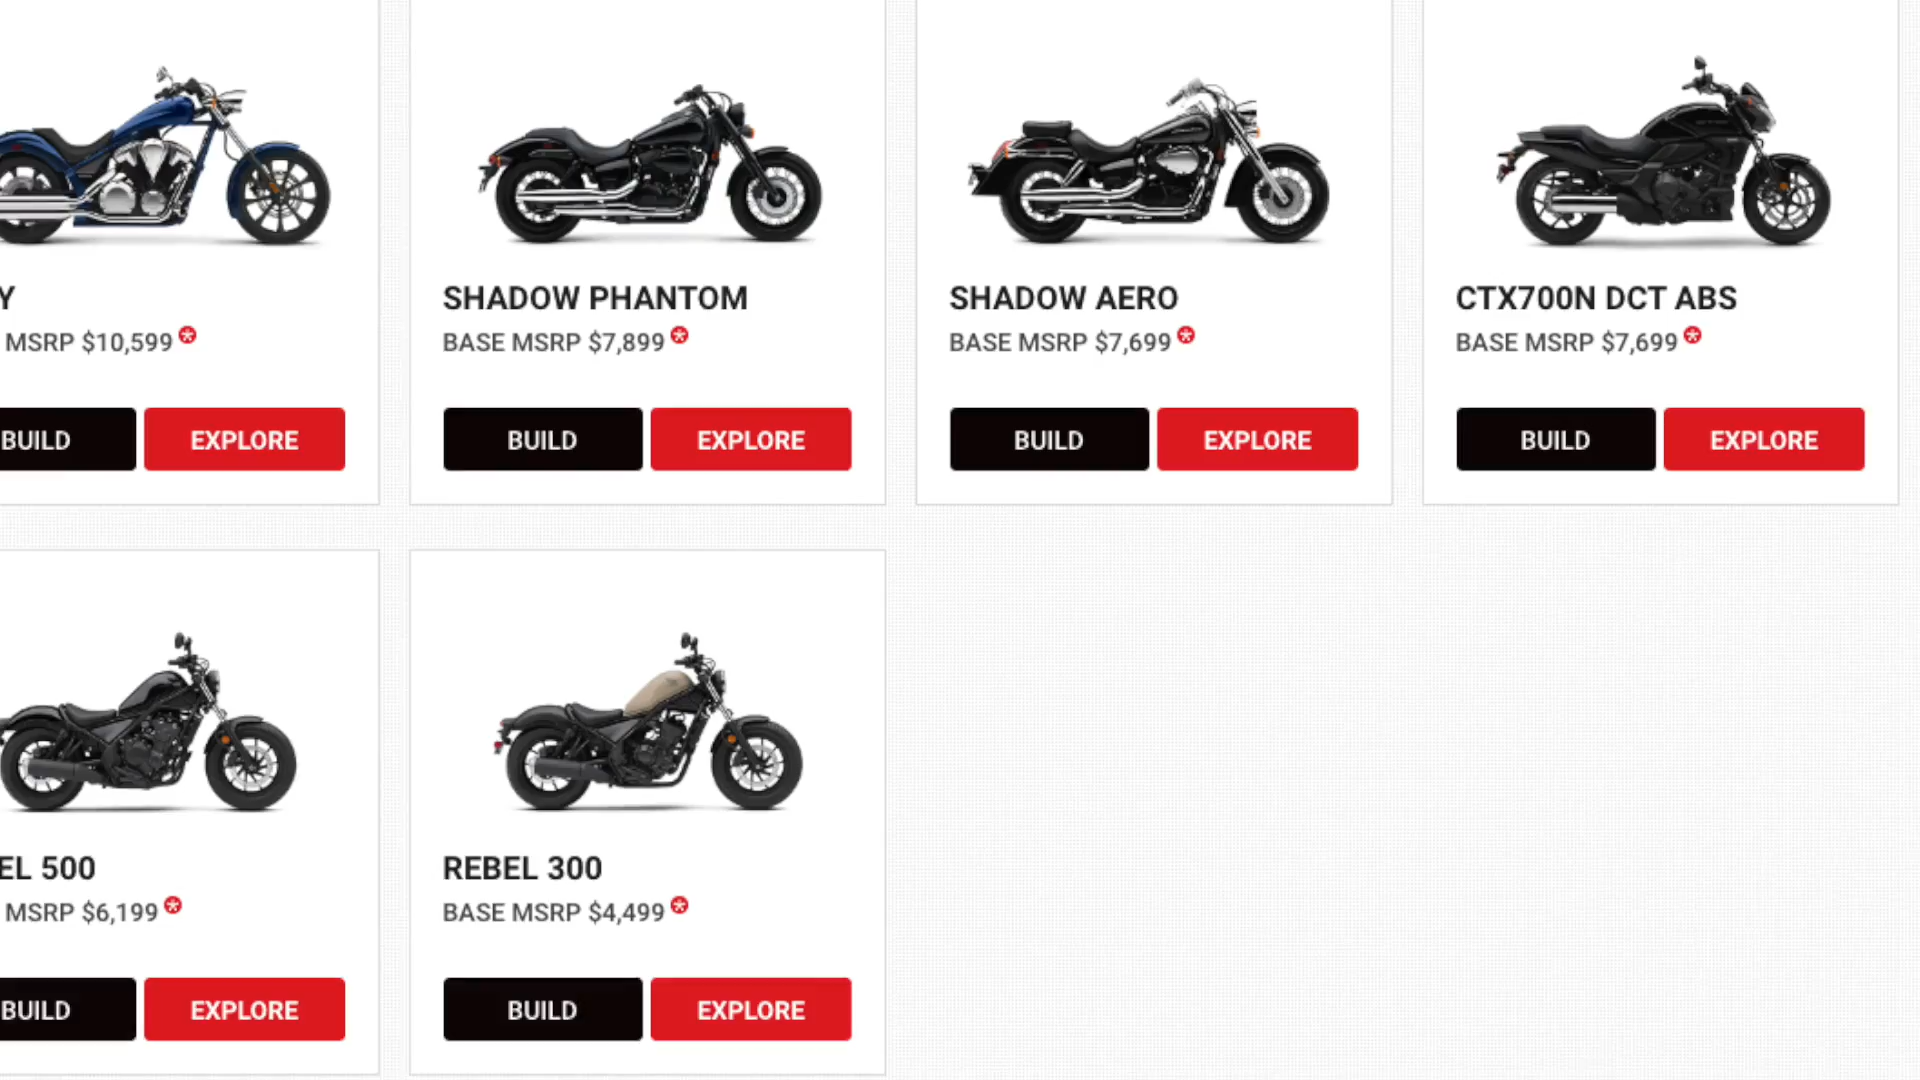 Y
MSRP $10,599
BUILD EXPLORE
SHADOW PHANTOM
BASE MSRP $7,899
BUILD EXPLORE
SHADOW AERO
BASE MSRP $7,699
BUILD EXPLORE
CTX700N DCT ABS
BASE MSRP $7,699
BUILD EXPLORE
EL 500
MSRP $6,199
BUILD EXPLORE
REBEL 300
BASE MSRP $4,499
BUILD EXPLORE